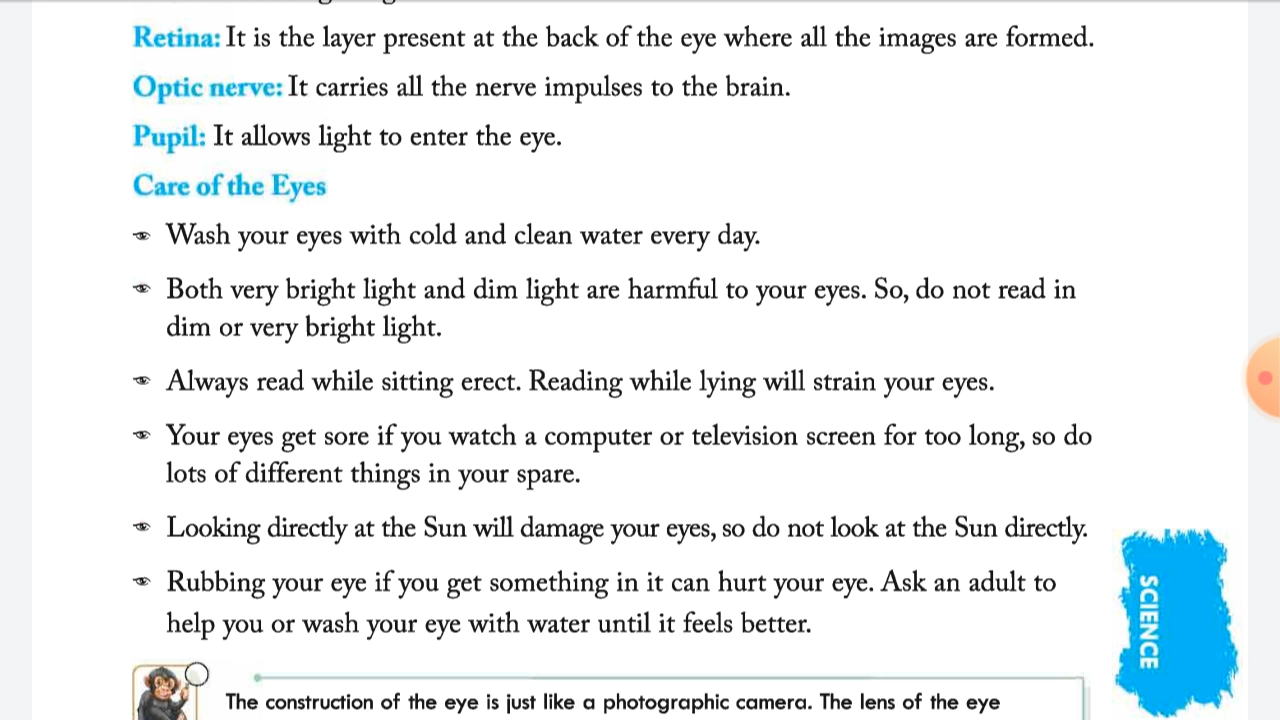 Retina: It is the layer present at the back of the eye where all the images are formed.
Optic nerve: It carries all the nerve impulses to the brain.
Pupil: It allows light to enter the eye.
Care of the Eyes
Wash your eyes with cold and clean water every day.
Both very bright light and dim light are harmful to your eyes. So, do not read in
dim or very bright light.
Always read while sitting erect. Reading while lying will strain your eyes.
Your eyes get sore if you watch a computer or television screen for too long, so do
lots of different things in your spare.
Looking directly at the Sun will damage your eyes, so do not look at the Sun directly.
Rubbing your eye if you get something in it can hurt your eye. Ask an adult to
help you or wash your eye with water until it feels better.
SCIENCE
The construction of the eye is just like a photographic camera. The lens of the eye